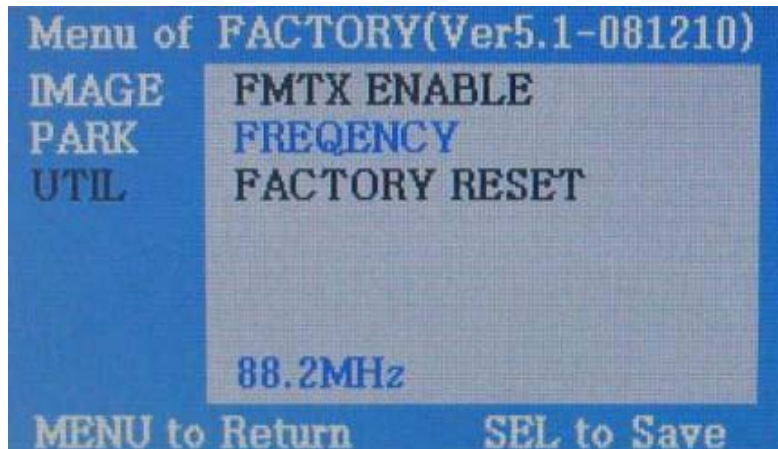 Menu of FACTORY(Ver5.1-081210)
IMAGE FMTX ENABLE
PARK FREQENCY
UTIL FACTORY RESET
88.2MHz
MENU to Return SEL to Save